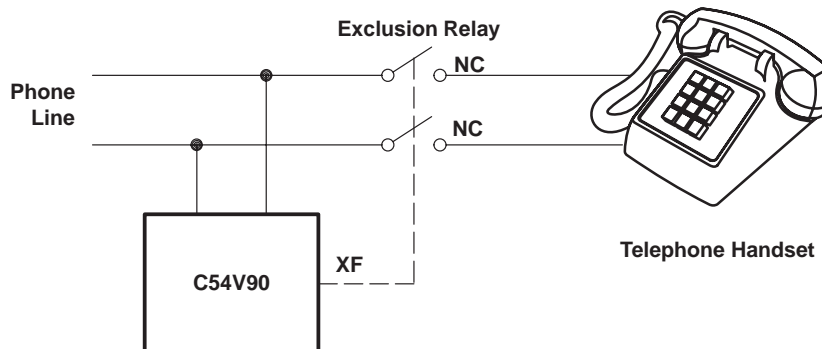 Exclusion Relay
NC
Phone
Line
NC
XF
C54V90
Telephone Handset